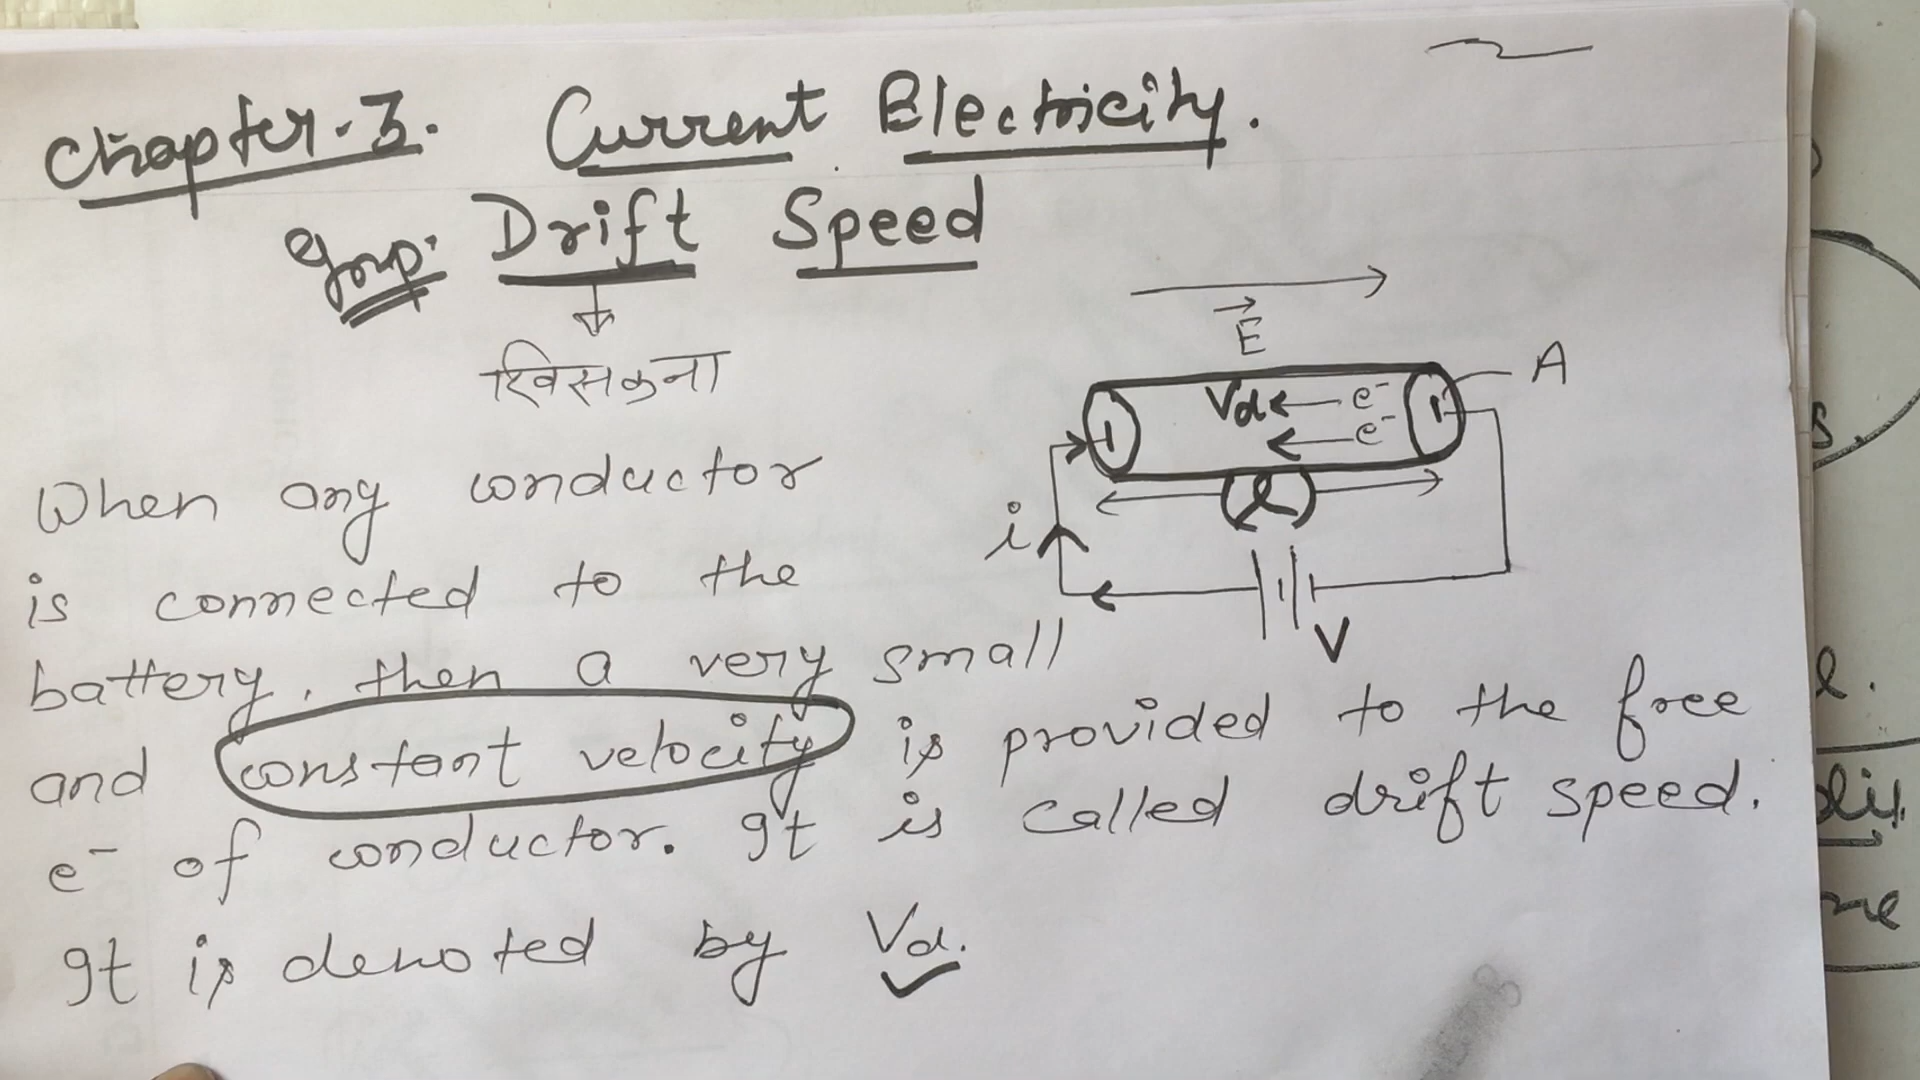 Chapter-3. Current Electricity.
Imp: Drift Speed
खिसकना
E
A
Vd e-
e-
l
i
V
When any conductor
is connected to the
battery, then a very small
and constant velocity is provided to the free
e- of conductor. It is called drift speed.
It is denoted by Vd.